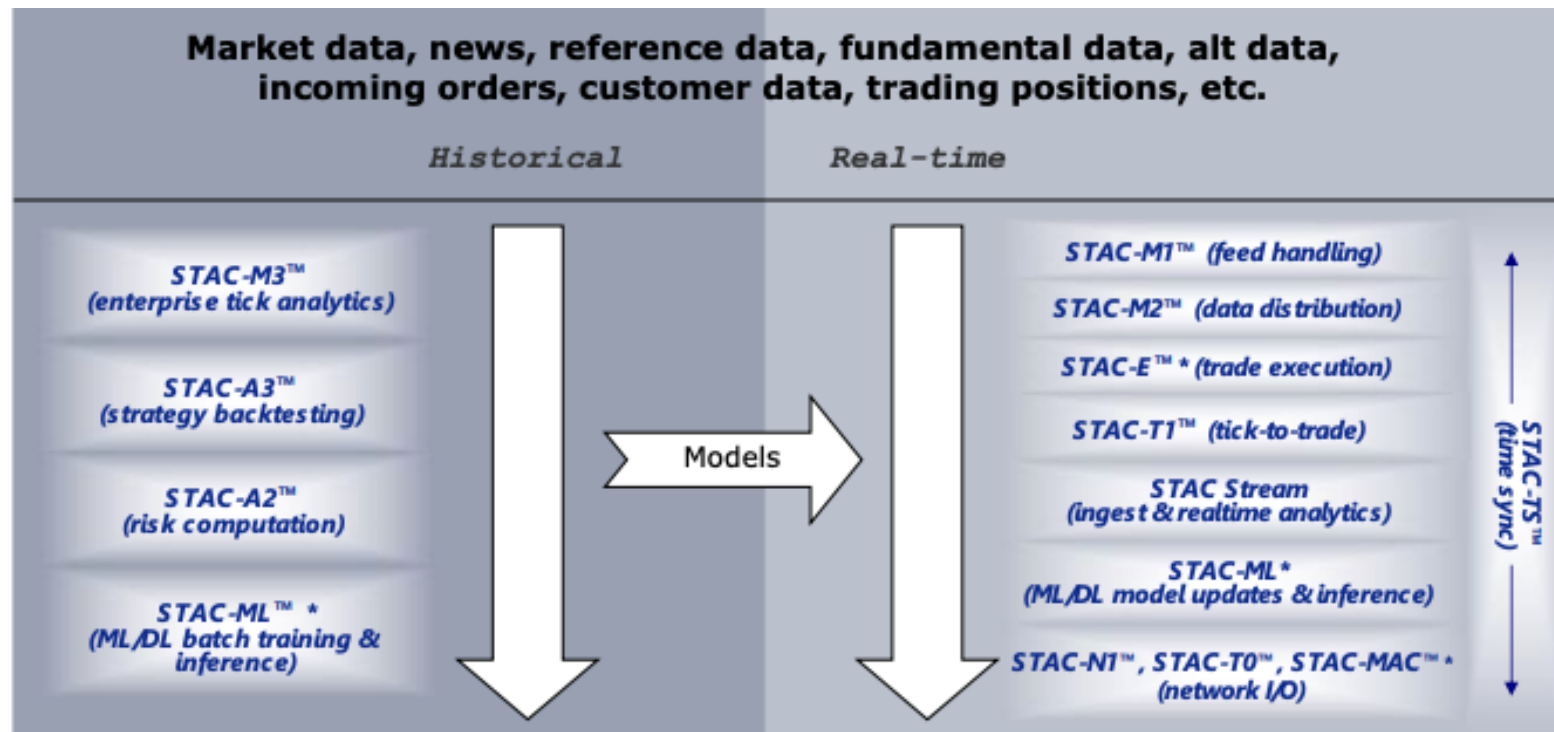 Market data, news, reference data, fundamental data, alt data,
incoming orders, customer data, trading positions, etc.
Historical
Real-time
STAC-M3™
(enterprise tick analytics)
STAC-A3™
(strategy backtesting)
STAC-A2™
(risk computation)
STAC-ML™ *
(ML/DL batch training &
inference)
Models
STAC-M1™ (feed handling)
STAC-M2™ (data distribution)
STAC-E™ * (trade execution)
STAC-T1™ (tick-to-trade)
STAC Stream
(ingest & realtime analytics)
STAC-ML*
(ML/DL model updates & inference)
STAC-N1™, STAC-T0™, STAC-MAC™ *
(network I/O)
STAC-TS™
(time sync)